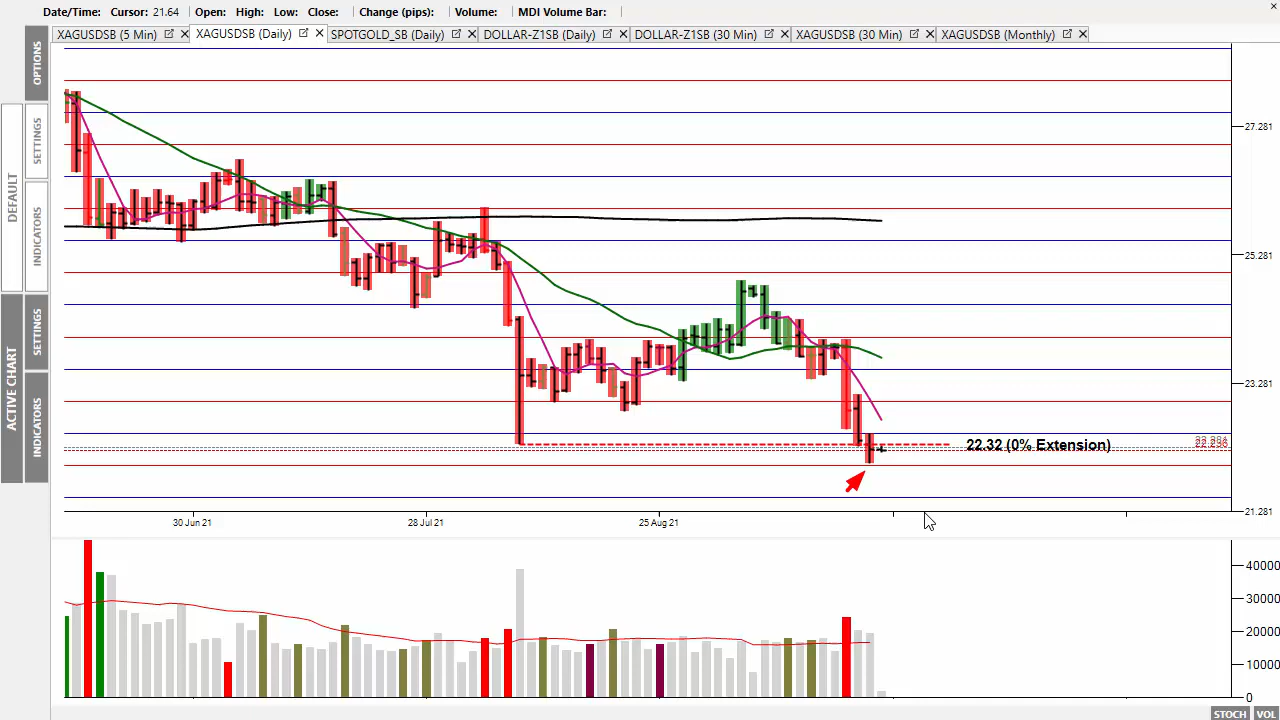 Date/Time: Cursor: 21.64 Open: High: Low: Close: Change (pips): Volume: MDI Volume Bar:
XAGUSDSB (5 Min) XAGUSDSB (Daily) SPOTGOLD_SB (Daily) DOLLAR-Z1SB (Daily) DOLLAR-Z1SB (30 Min) XAGUSDSB (30 Min) XAGUSDSB (Monthly)
OPTIONS
SETTINGS
DEFAULT
INDICATORS
SETTINGS
ACTIVE CHART
INDICATORS
27.281
25.281
23.281
22.32 (0% Extension)
21.281
30 Jun 21 28 Jul 21 25 Aug 21
40000
30000
20000
10000
0
STOCH VOL